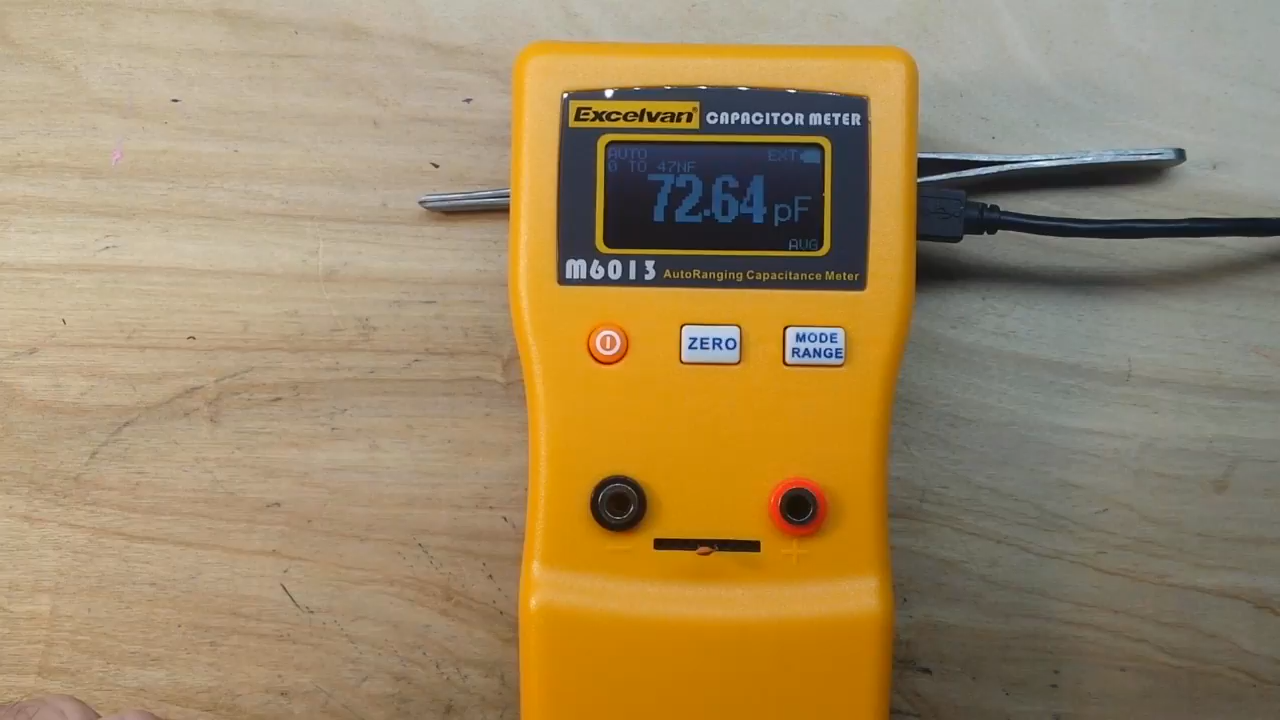 Excelvan® CAPACITOR METER
AUTO EXT
0 TO 47NF
72.64 pF
AVG
M6013 AutoRanging Capacitance Meter
ZERO
MODE
RANGE
− +